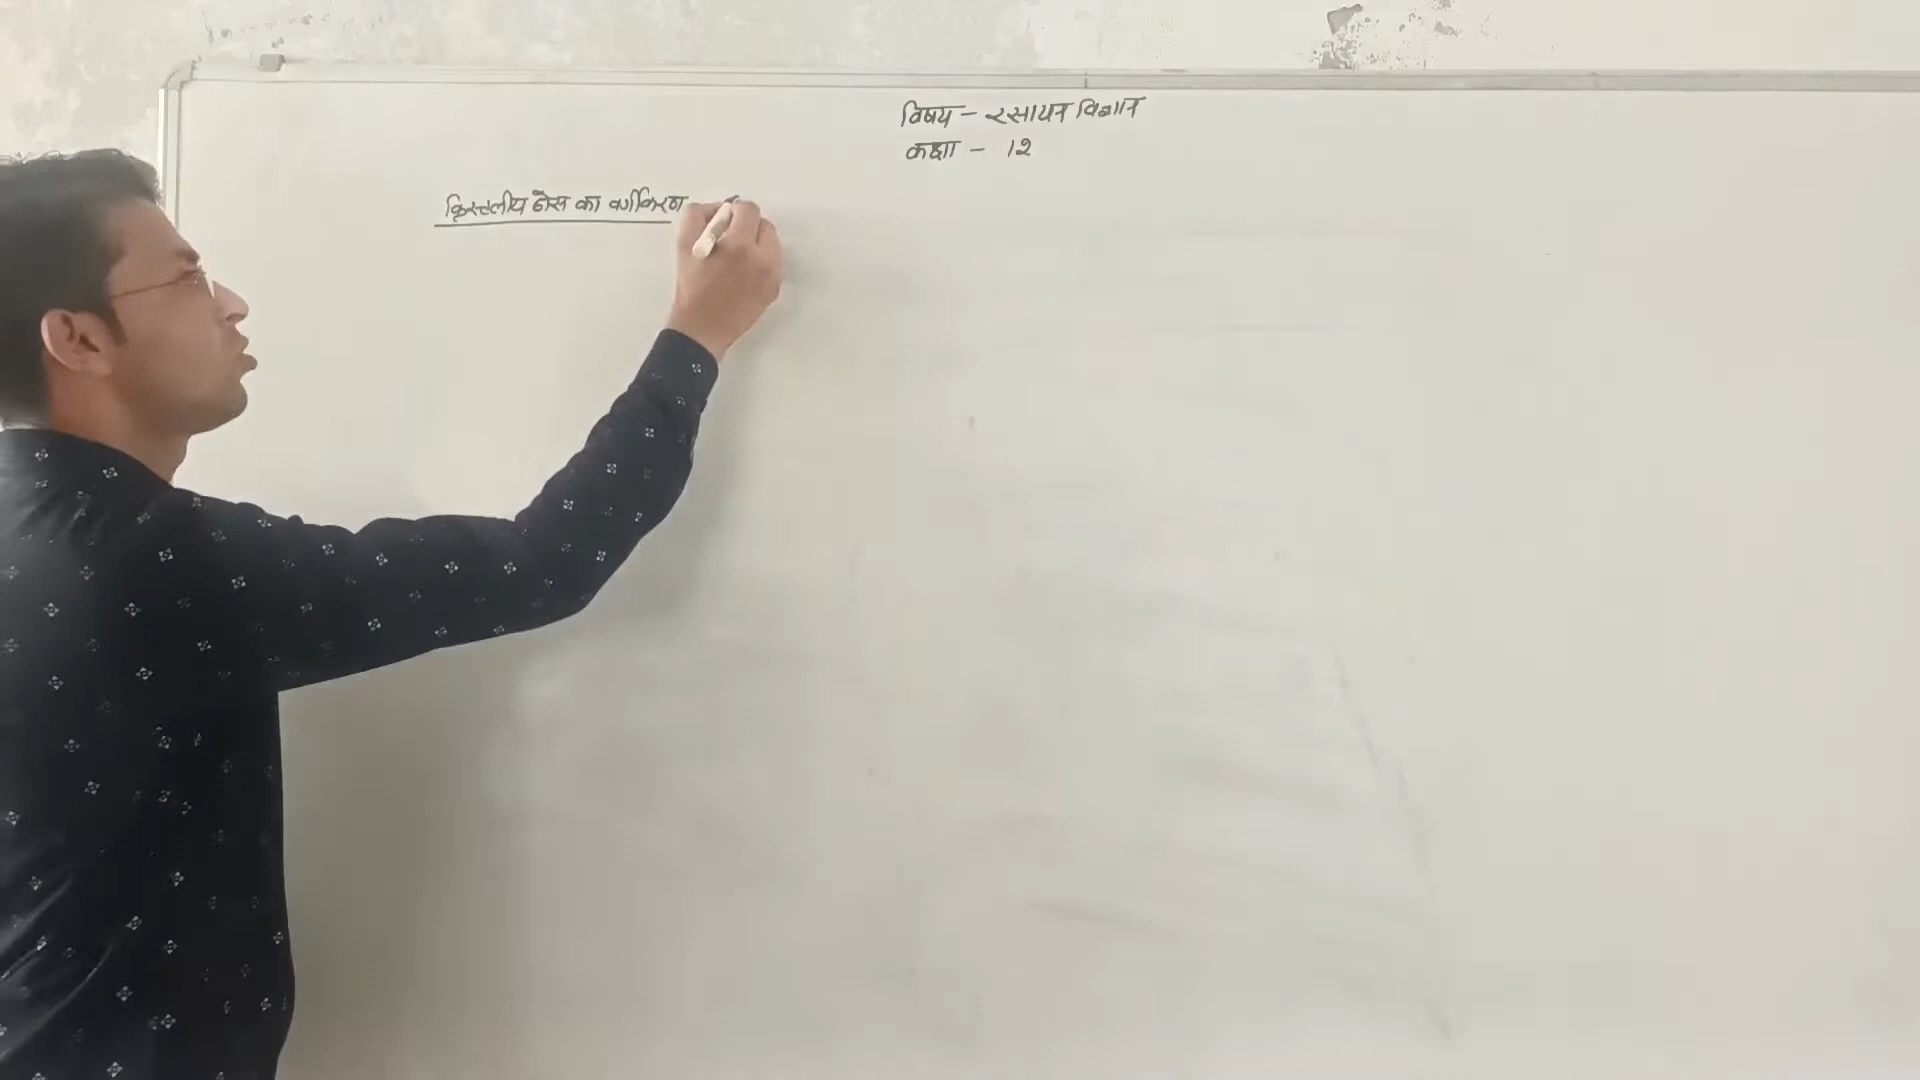 विषय - रसायन विज्ञान
कक्षा - 12
क्रिस्टलीय ठोस का वर्गीकरण -